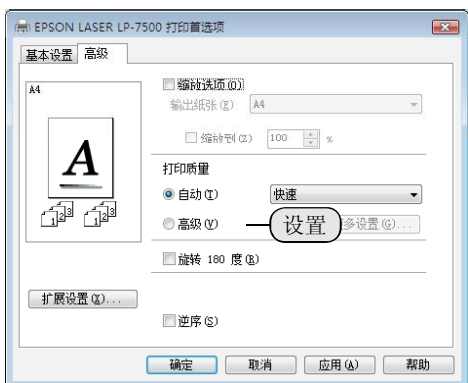 EPSON LASER LP-7500 打印首选项
基本设置 高级
A4
缩放选项(O)
输出纸张(E) A4
缩放到(Z) 100 %
A
打印质量
自动(I) 快速
高级(V) 设置 多设置(G)...
123 123
旋转 180 度(R)
扩展设置(X)...
逆序(S)
确定 取消 应用(A) 帮助